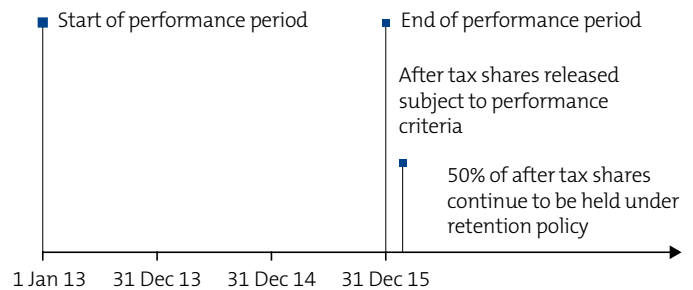 Start of performance period
End of performance period
After tax shares released
subject to performance
criteria
50% of after tax shares
continue to be held under
retention policy
1 Jan 13
31 Dec 13
31 Dec 14
31 Dec 15